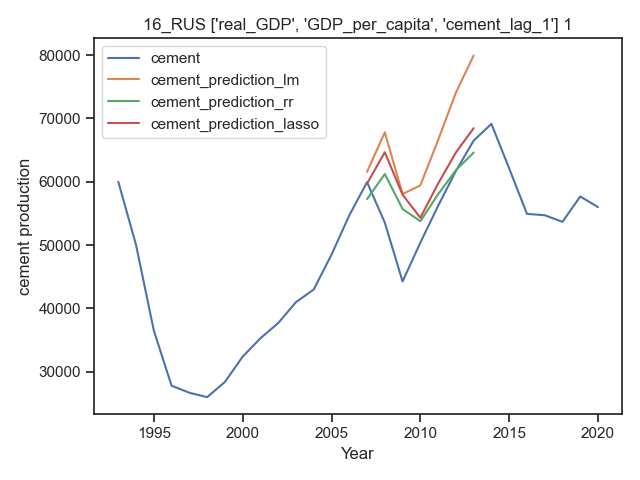 16_RUS ['real_GDP', 'GDP_per_capita', 'cement_lag_1'] 1
cement
cement_prediction_lm
cement_prediction_rr
cement_prediction_lasso
cement production
80000
70000
60000
50000
40000
30000
1995 2000 2005 2010 2015 2020
Year